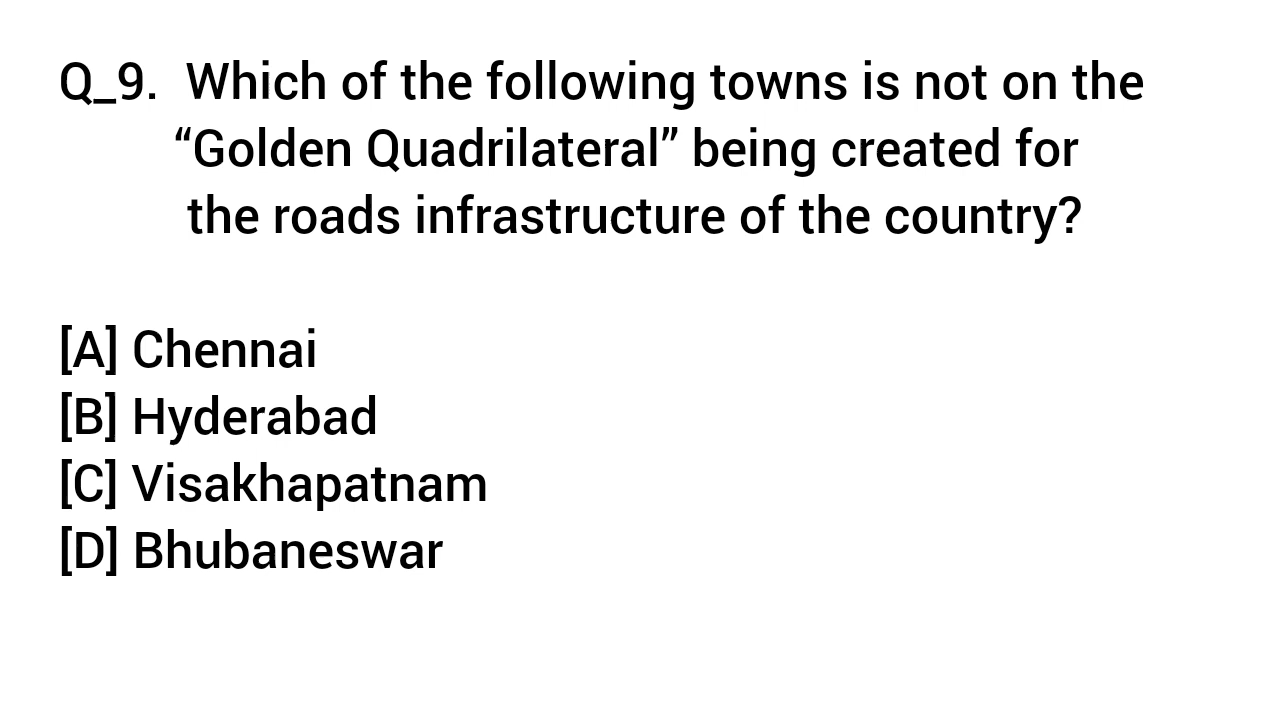 Q_9. Which of the following towns is not on the
“Golden Quadrilateral” being created for
the roads infrastructure of the country?
[A] Chennai
[B] Hyderabad
[C] Visakhapatnam
[D] Bhubaneswar